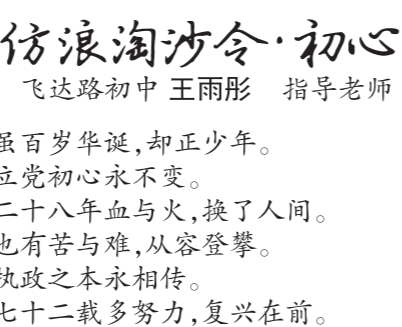 仿浪淘沙令·初心
飞达路初中 王雨彤 指导老师
虽百岁华诞,却正少年。
立党初心永不变。
二十八年血与火,换了人间。
也有苦与难,从容登攀。
执政之本永相传。
七十二载多努力,复兴在前。